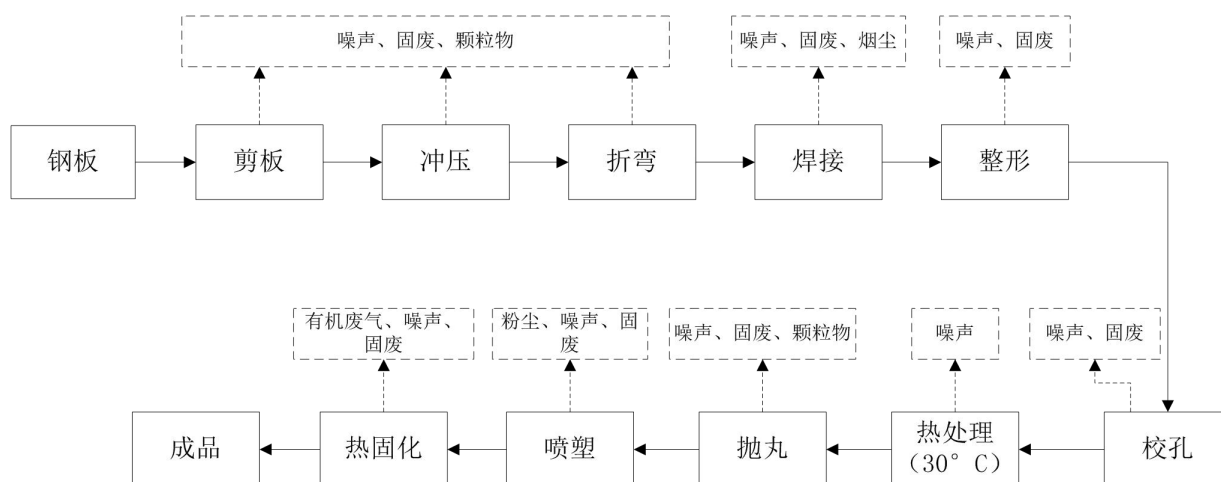 噪声、固废、颗粒物
噪声、固废、烟尘
噪声、固废
钢板
剪板
冲压
折弯
焊接
整形
有机废气、噪声、
固废
粉尘、噪声、固
废
噪声、固废、颗粒物
噪声
噪声、固废
成品
热固化
喷塑
抛丸
热处理
（30° C）
校孔